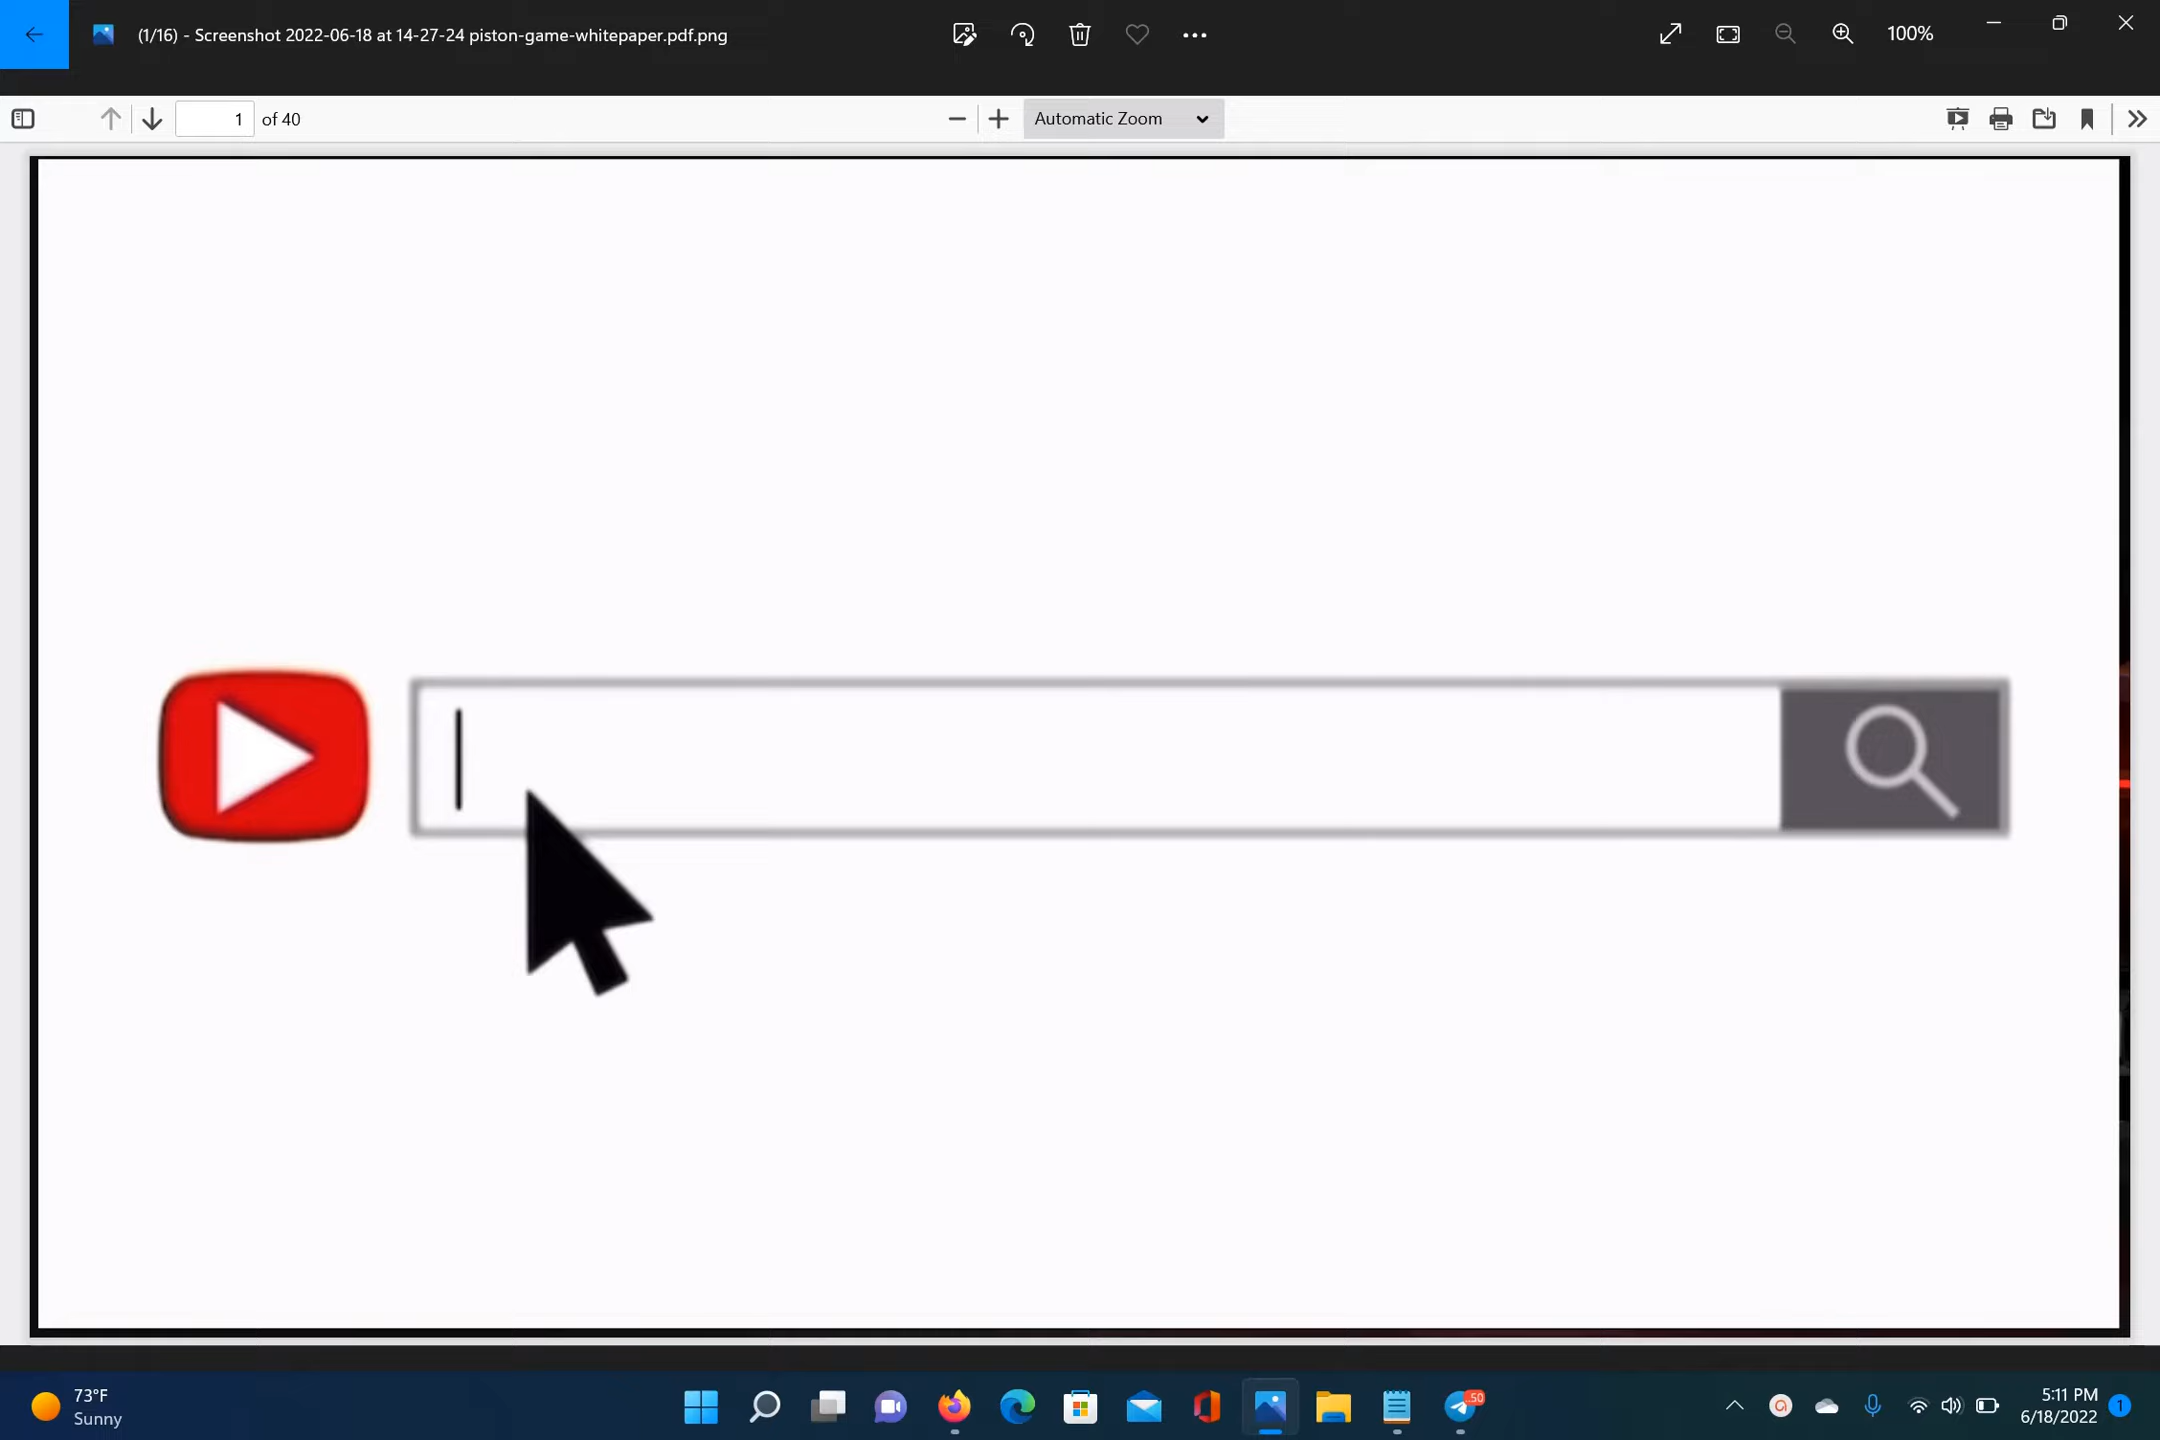 (1/16) - Screenshot 2022-06-18 at 14-27-24 piston-game-whitepaper.pdf.png
100%
1 of 40
Automatic Zoom
73°F
Sunny
50
5:11 PM
6/18/2022
1